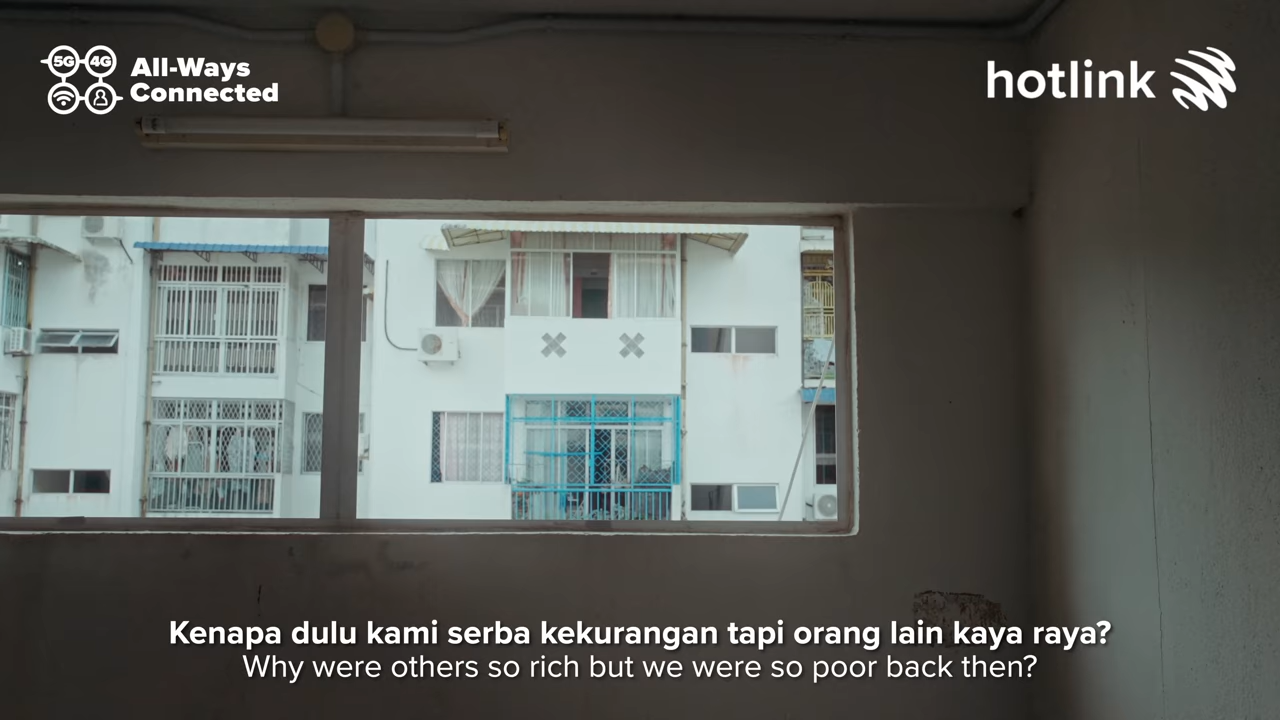 5G 4G
All-Ways
Connected
hotlink
Kenapa dulu kami serba kekurangan tapi orang lain kaya raya?
Why were others so rich but we were so poor back then?